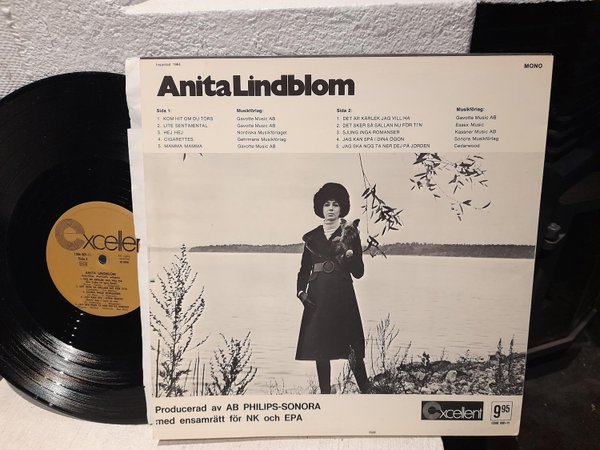 Inspelad 1966
MONO
Anita Lindblom
Side 1: Musikförlag:
1. KOM HIT OM DU TÖRS Gavotte Music AB
2. LITE SENTIMENTAL Gavotte Music AB
3. HEJ HEJ Nordiska Musikförlaget
4. CIGARETTES Gehrmans Musikförlag
5. MAMMA MAMMA Gavotte Music AB
Side 2: Musikförlag:
1. DET ÄR KÄRLEK JAG VILL HA Gavotte Music AB
2. DET SKER SÅ SÄLLAN NU FÖR TI'N Essex Music
3. SJUNG INGA ROMANSER Kassner Music AB
4. JAG KAN SPÅ I DINA ÖGON Sonora Musikförlag
5. JAG SKA NOG TA NER DEJ PÅ JORDEN Cedarwood
Excellent
ANITA LINDBLOM
Producerad av AB PHILIPS-SONORA
med ensamrätt för NK och EPA
Excellent
9.95